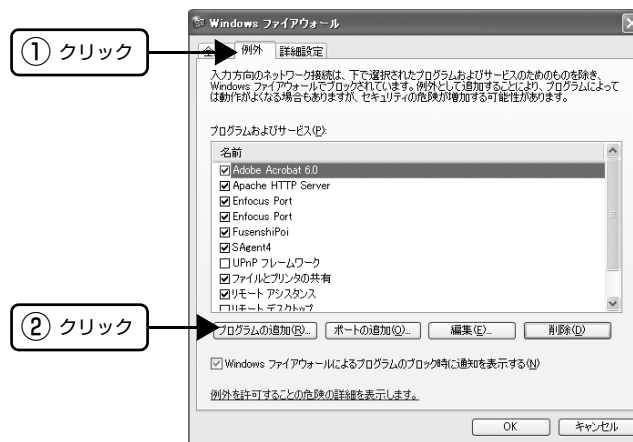 Windows ファイアウォール
① クリック
例外 詳細設定
入力方向のネットワーク接続は、下で選択されたプログラムおよびサービスのためのものを除き、
Windows ファイアウォールでブロックされています。例外として追加することにより、プログラムによって
は動作がよくなる場合もありますが、セキュリティの危険が増加する可能性があります。
プログラムおよびサービス(P):
名前
Adobe Acrobat 6.0
Apache HTTP Server
Enfocus Port
Enfocus Port
FusenshiPoi
SAgent4
UPnP フレームワーク
ファイルとプリンタの共有
リモート アシスタンス
リモート デスクトップ
② クリック
プログラムの追加(R)... ポートの追加(O)... 編集(E)... 削除(D)
Windows ファイアウォールによるプログラムのブロック時に通知を表示する(N)
例外を許可することの危険の詳細を表示します。
OK キャンセル